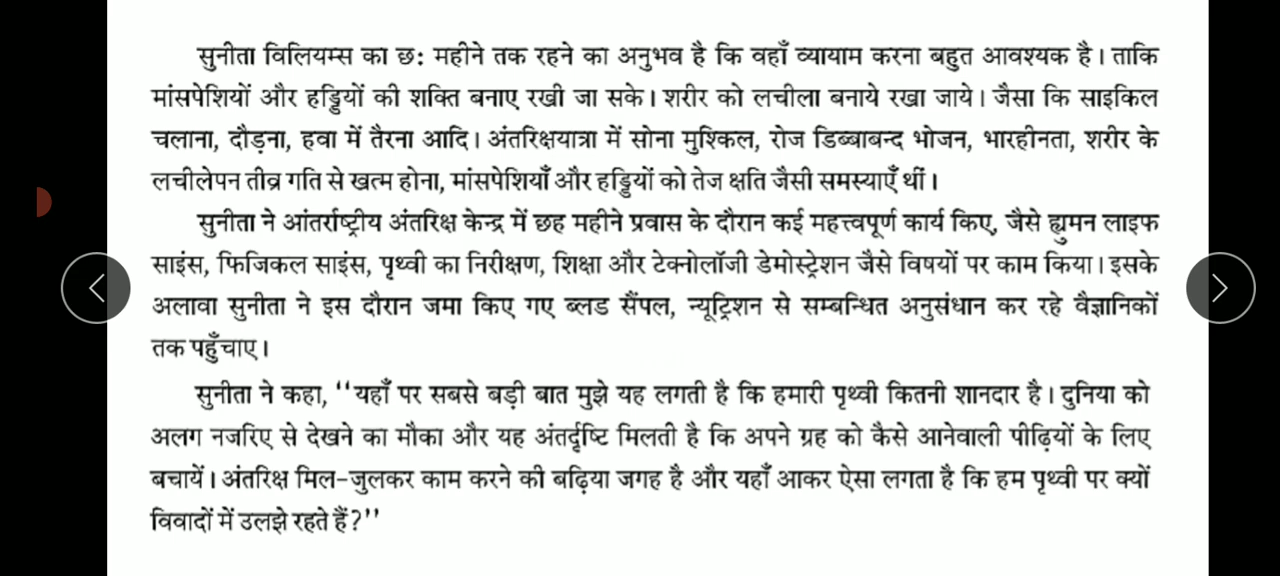 सुनीता विलियम्स का छः महीने तक रहने का अनुभव है कि वहाँ व्यायाम करना बहुत आवश्यक है। ताकि
मांसपेशियों और हड्डियों की शक्ति बनाए रखी जा सके। शरीर को लचीला बनाये रखा जाये। जैसा कि साइकिल
चलाना, दौड़ना, हवा में तैरना आदि। अंतरिक्षयात्रा में सोना मुश्किल, रोज डिब्बाबन्द भोजन, भारहीनता, शरीर के
लचीलेपन तीव्र गति से खत्म होना, मांसपेशियाँ और हड्डियों को तेज क्षति जैसी समस्याएँ थीं।
सुनीता ने आंतर्राष्ट्रीय अंतरिक्ष केन्द्र में छह महीने प्रवास के दौरान कई महत्त्वपूर्ण कार्य किए, जैसे ह्युमन लाइफ
साइंस, फिजिकल साइंस, पृथ्वी का निरीक्षण, शिक्षा और टेक्नोलॉजी डेमोस्ट्रेशन जैसे विषयों पर काम किया। इसके
अलावा सुनीता ने इस दौरान जमा किए गए ब्लड सैंपल, न्यूट्रिशन से सम्बन्धित अनुसंधान कर रहे वैज्ञानिकों
तक पहुँचाए।
सुनीता ने कहा, ‘‘यहाँ पर सबसे बड़ी बात मुझे यह लगती है कि हमारी पृथ्वी कितनी शानदार है। दुनिया को
अलग नजरिए से देखने का मौका और यह अंतर्दृष्टि मिलती है कि अपने ग्रह को कैसे आनेवाली पीढ़ियों के लिए
बचायें। अंतरिक्ष मिल-जुलकर काम करने की बढ़िया जगह है और यहाँ आकर ऐसा लगता है कि हम पृथ्वी पर क्यों
विवादों में उलझे रहते हैं?’’